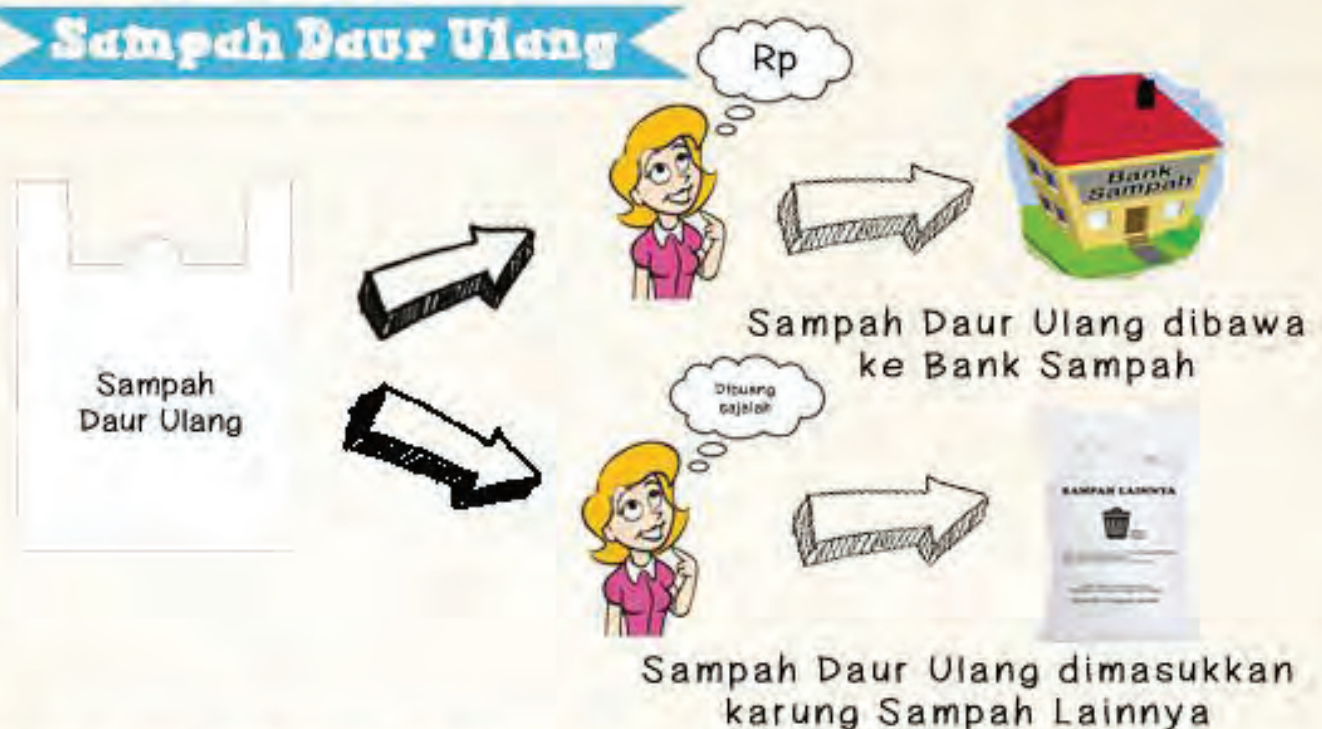 Sampah Daur Ulang
Rp
Bank
Sampah
Sampah Daur Ulang dibawa
ke Bank Sampah
Sampah
Daur Ulang
Dibuang
sajalah
SAMPAH LAINNYA
Sampah Daur Ulang dimasukkan
karung Sampah Lainnya